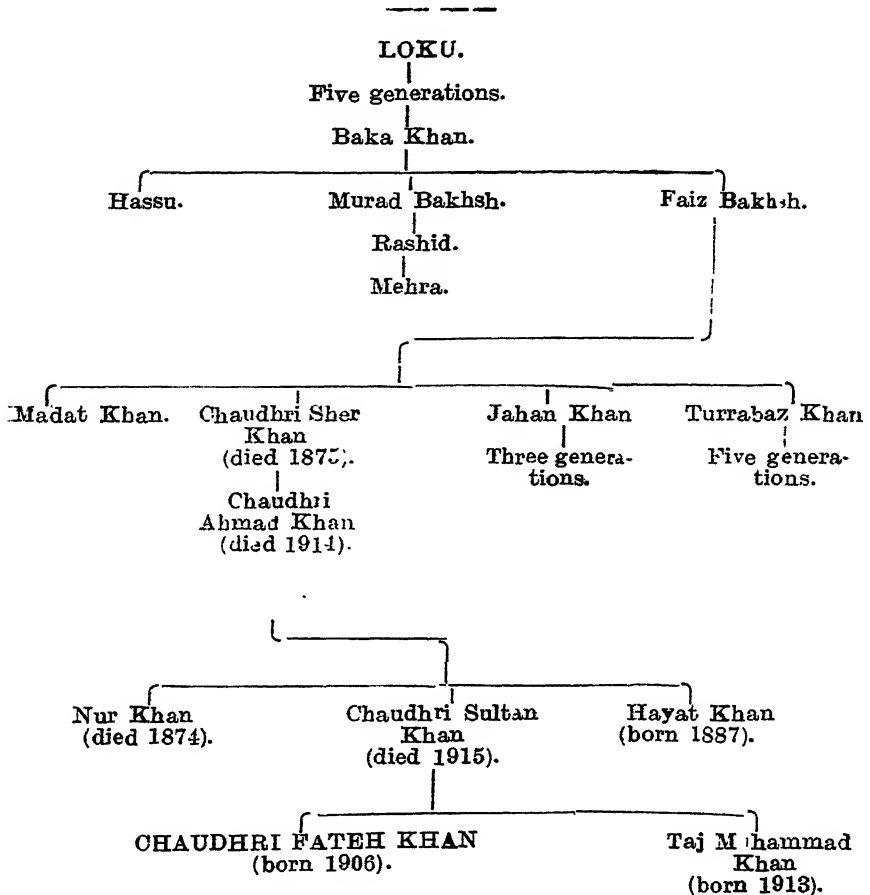 LOKU.
Five generations.
Baka Khan.
Hassu. Murad Bakhsh. Faiz Bakhsh.
Rashid.
Mehra.
Madat Khan. Chaudhri Sher Jahan Khan Turrabaz Khan
Khan Three genera- Five genera-
(died 187 ). tions. tions.
Chaudhri
Ahmad Khan
(died 1914).
Nur Khan Chaudhri Sultan Hayat Khan
(died 1874). Khan (born 1887).
(died 1915).
CHAUDHRI FATEH KHAN Taj Muhammad
(born 1906). Khan
(born 1913).